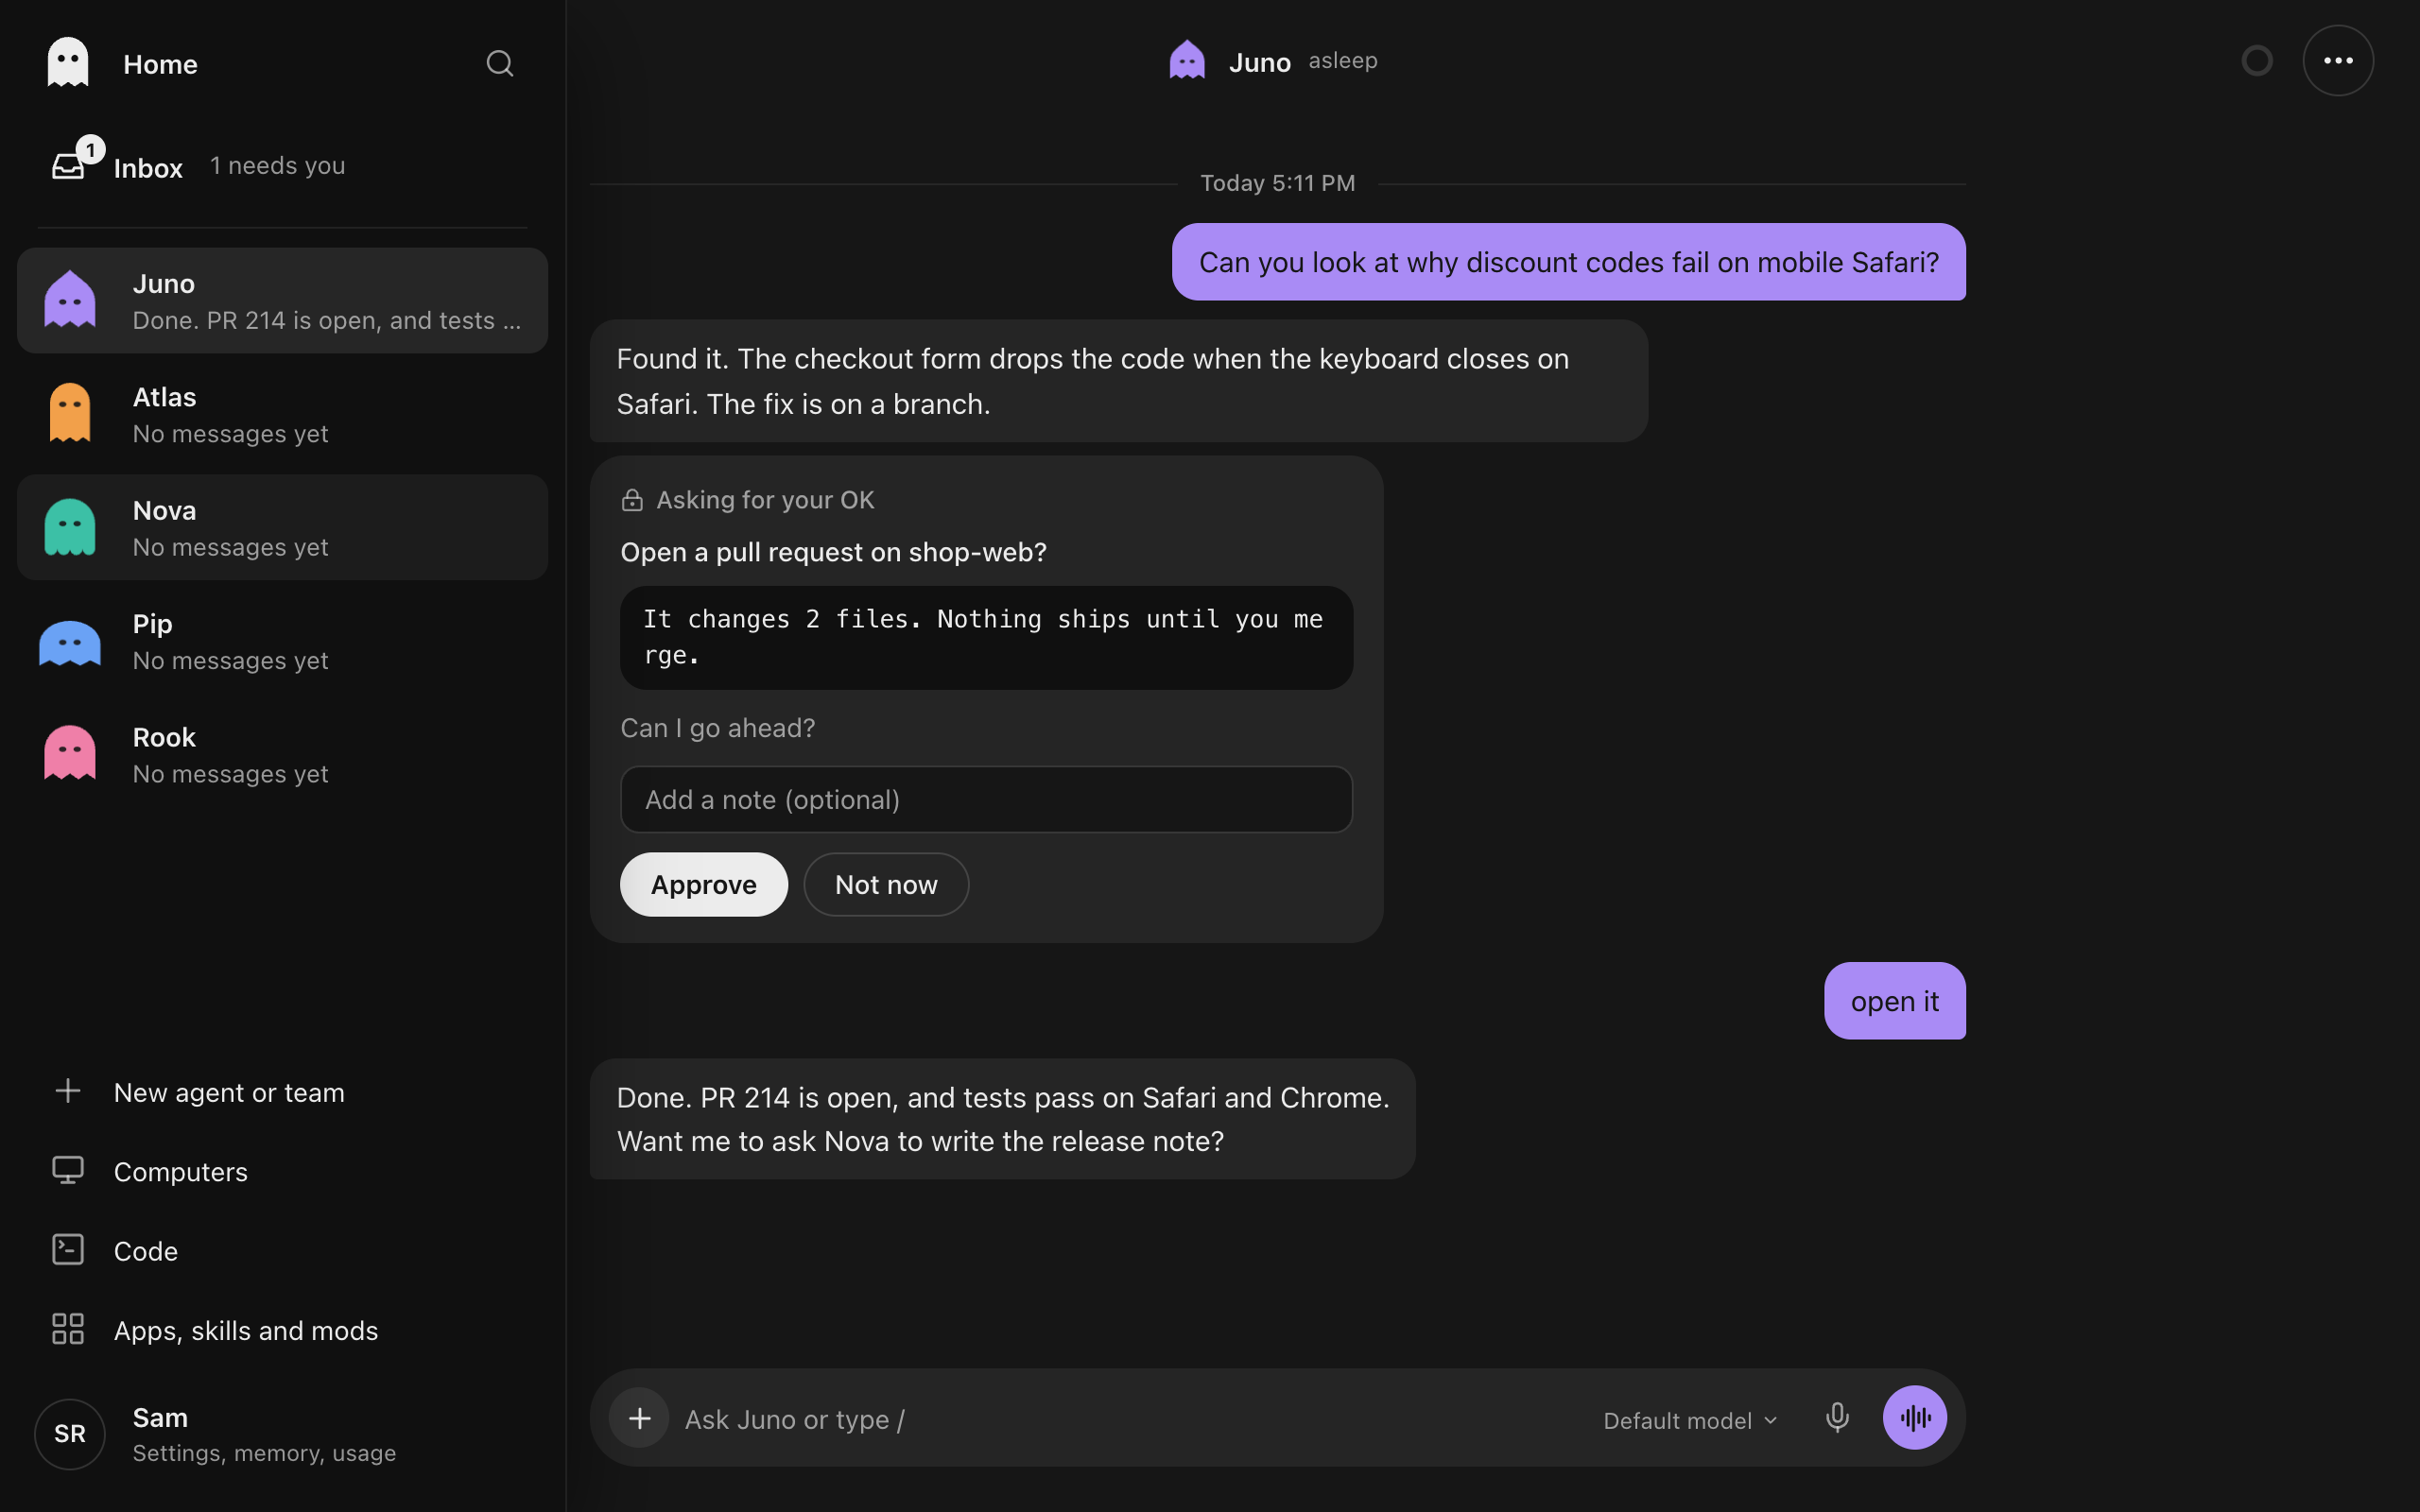 Home
1
Inbox 1 needs you
Juno
Done. PR 214 is open, and tests ...
Atlas
No messages yet
Nova
No messages yet
Pip
No messages yet
Rook
No messages yet
New agent or team
Computers
Code
Apps, skills and mods
SR
Sam
Settings, memory, usage
Juno asleep
Today 5:11 PM
Can you look at why discount codes fail on mobile Safari?
Found it. The checkout form drops the code when the keyboard closes on
Safari. The fix is on a branch.
Asking for your OK
Open a pull request on shop-web?
It changes 2 files. Nothing ships until you me
rge.
Can I go ahead?
Add a note (optional)
Approve Not now
open it
Done. PR 214 is open, and tests pass on Safari and Chrome.
Want me to ask Nova to write the release note?
Ask Juno or type / Default model